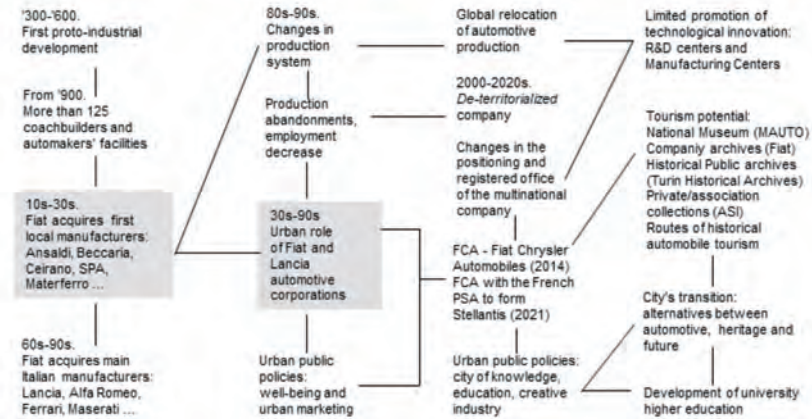 '300-'600.
First proto-industrial
development
From '900.
More than 125
coachbuilders and
automakers' facilities
10s-30s.
Fiat acquires first
local manufacturers:
Ansaldi, Beccaria,
Ceirano, SPA,
Materferro ...
60s-90s.
Fiat acquires main
Italian manufacturers:
Lancia, Alfa Romeo,
Ferrari, Maserati ...
80s-90s.
Changes in
production
system
Production
abandonments,
employment
decrease
30s-90s
Urban role
of Fiat and
Lancia
automotive
corporations
Urban public
policies:
well-being and
urban marketing
Global relocation
of automotive
production
2000-2020s.
De-territorialized
company
Changes in the
positioning and
registered office
of the multinational
company
FCA - Fiat Chrysler
Automobiles (2014)
FCA with the French
PSA to form
Stellantis (2021)
Urban public policies:
city of knowledge,
education, creative
industry
Limited promotion of
technological innovation:
R&D centers and
Manufacturing Centers
Tourism potential:
National Museum (MAUTO)
Companiy archives (Fiat)
Historical Public archives
(Turin Historical Archives)
Private/association
collections (ASI)
Routes of historical
automobile tourism
City's transition:
alternatives between
automotive, heritage and
future
Development of university
higher education